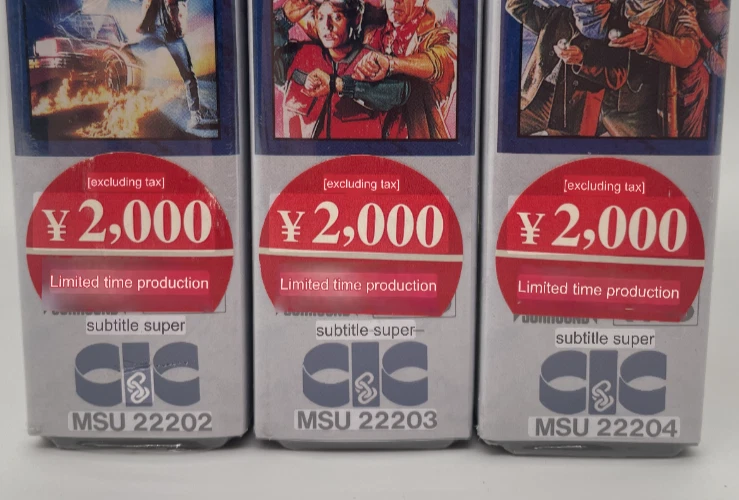 [excluding tax]
¥ 2,000
Limited time production
subtitle super
CIC
MSU 22202
[excluding tax]
¥ 2,000
Limited time production
subtitle super
CIC
MSU 22203
[excluding tax]
¥ 2,000
Limited time production
subtitle super
CIC
MSU 22204